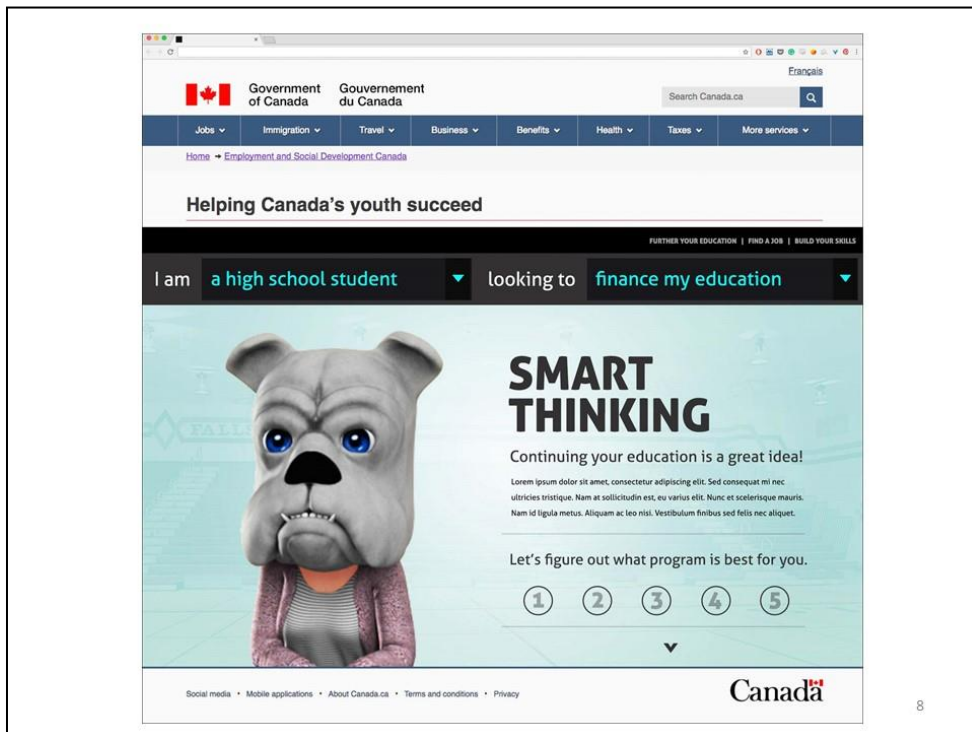 Français
Government Gouvernement
of Canada du Canada
Search Canada.ca
Jobs Immigration Travel Business Benefits Health Taxes More services
Home → Employment and Social Development Canada
Helping Canada's youth succeed
FURTHER YOUR EDUCATION | FIND A JOB | BUILD YOUR SKILLS
I am a high school student looking to finance my education
FALL
SMART
THINKING
Continuing your education is a great idea!
Lorem ipsum dolor sit amet, consectetur adipiscing elit. Sed consequat mi nec
ultricies tristique. Nam at sollicitudin est, eu varius elit. Nunc et scelerisque mauris.
Nam id ligula metus. Aliquam ac leo nisi. Vestibulum finibus sed felis nec aliquet.
Let's figure out what program is best for you.
1 2 3 4 5
Social media • Mobile applications • About Canada.ca • Terms and conditions • Privacy
Canada
8